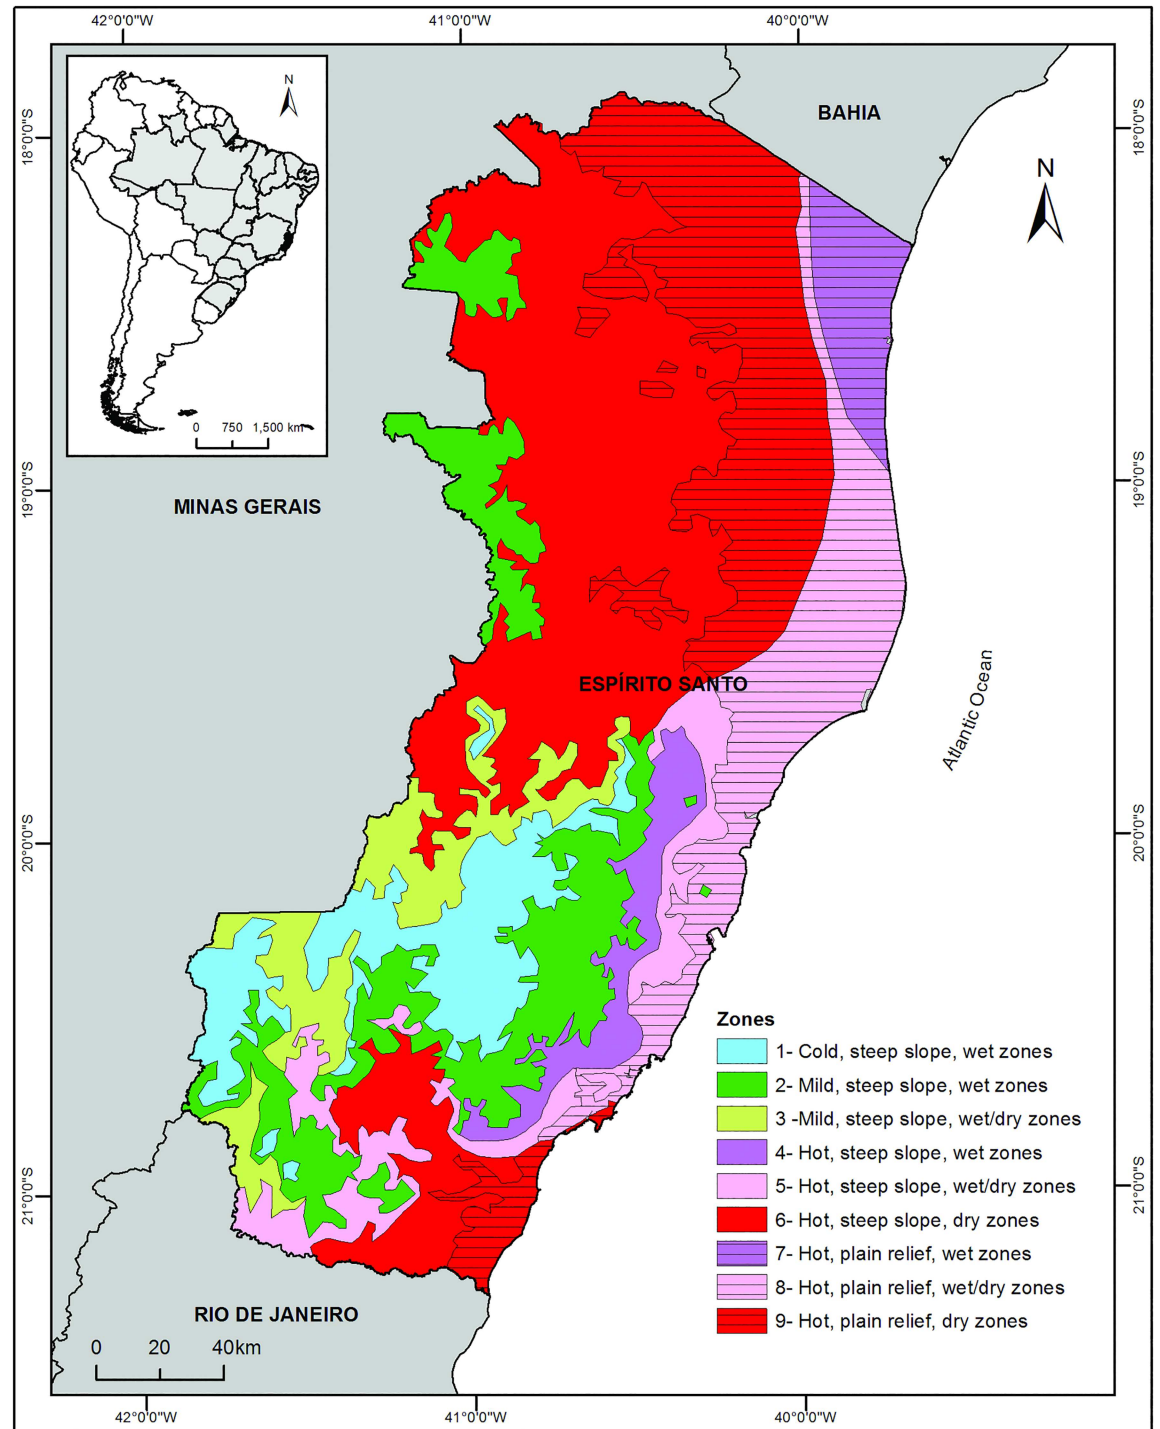 42°0'0"W 41°0'0"W 40°0'0"W
N
BAHIA
18°0'0"S
18°0'0"S
N
0 750 1,500 km
MINAS GERAIS
19°0'0"S
19°0'0"S
ESPÍRITO SANTO
Atlantic Ocean
20°0'0"S
20°0'0"S
Zones
1- Cold, steep slope, wet zones
2- Mild, steep slope, wet zones
3 -Mild, steep slope, wet/dry zones
4- Hot, steep slope, wet zones
5- Hot, steep slope, wet/dry zones
6- Hot, steep slope, dry zones
7- Hot, plain relief, wet zones
8- Hot, plain relief, wet/dry zones
9- Hot, plain relief, dry zones
21°0'0"S
21°0'0"S
RIO DE JANEIRO
0 20 40km
42°0'0"W 41°0'0"W 40°0'0"W